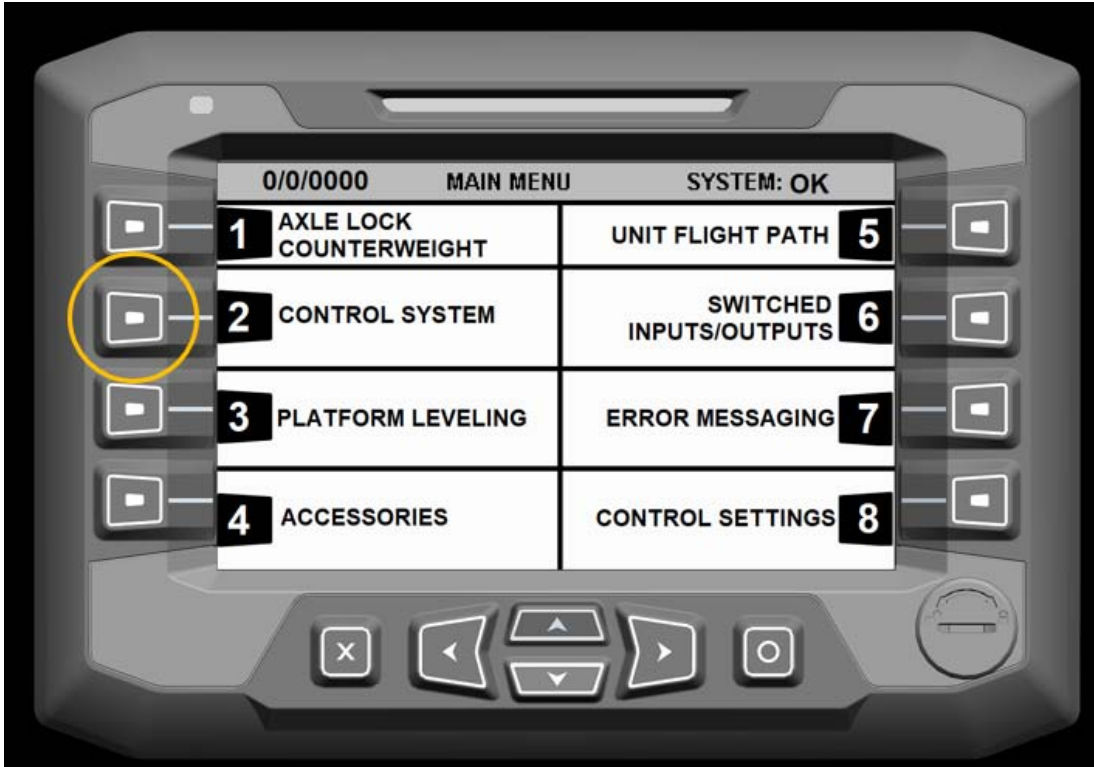 0/0/0000 MAIN MENU SYSTEM: OK
1 AXLE LOCK
COUNTERWEIGHT
UNIT FLIGHT PATH 5
2 CONTROL SYSTEM
SWITCHED
INPUTS/OUTPUTS 6
3 PLATFORM LEVELING
ERROR MESSAGING 7
4 ACCESSORIES
CONTROL SETTINGS 8
X